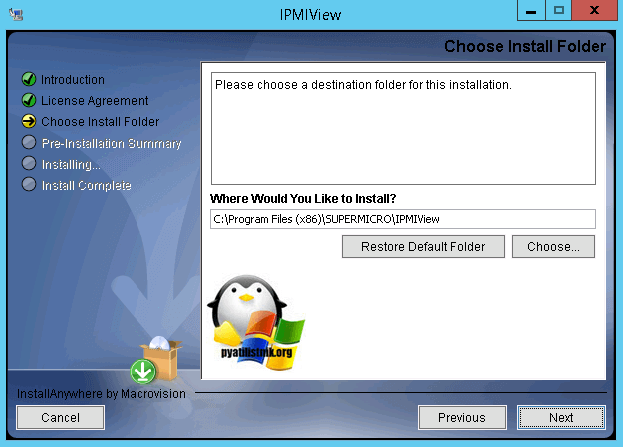 IPMIView
Choose Install Folder
Introduction
License Agreement
Choose Install Folder
Pre-Installation Summary
Installing...
Install Complete
Please choose a destination folder for this installation.
Where Would You Like to Install?
C:\Program Files (x86)\SUPERMICRO\IPMIView
Restore Default Folder
Choose...
pyatilistnik.org
InstallAnywhere by Macrovision
Cancel
Previous
Next